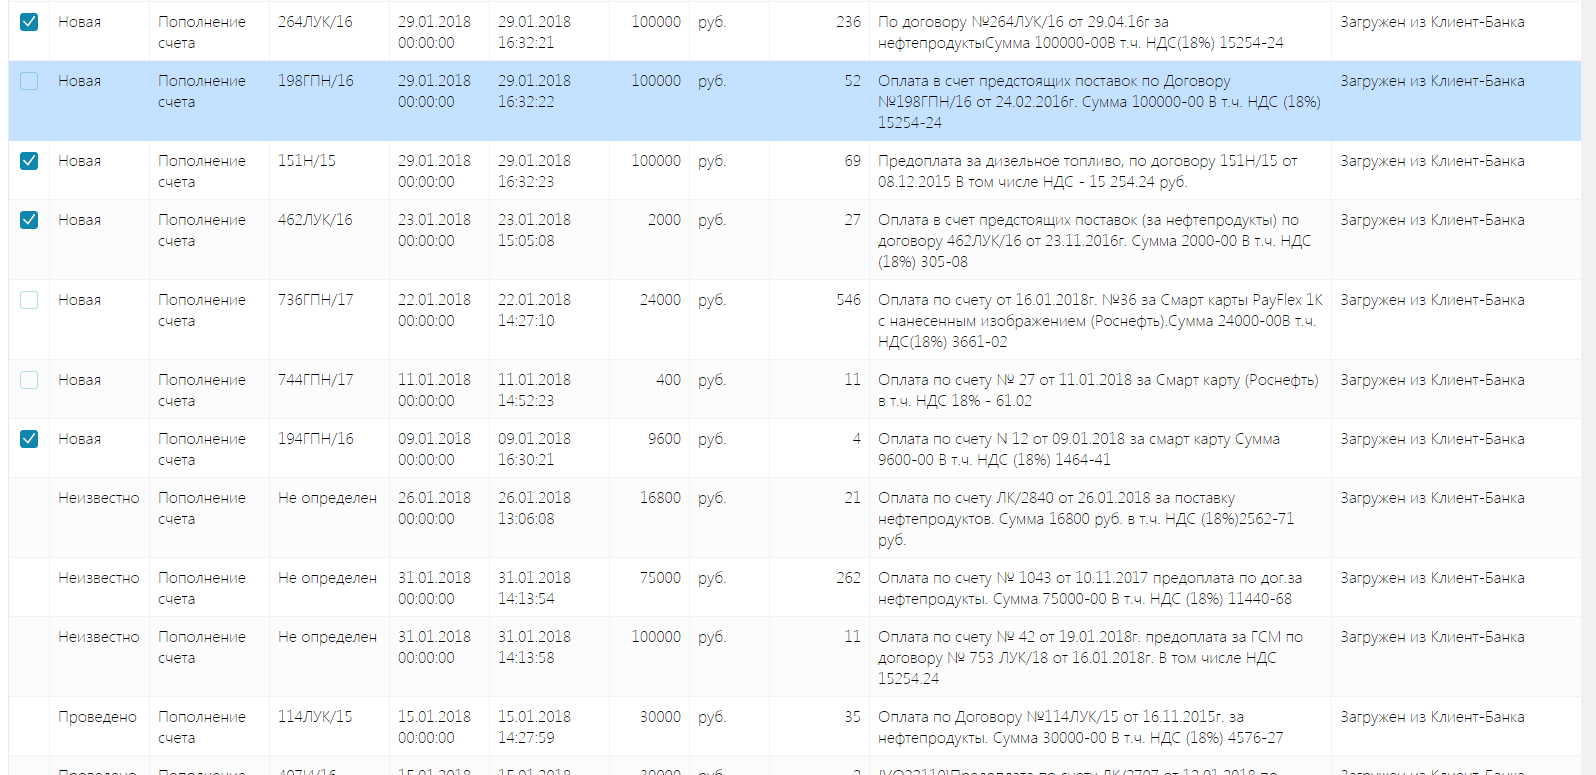 Новая Пополнение 264ЛУК/16 29.01.2018 29.01.2018 100000 руб. 236 По договору №264ЛУК/16 от 29.04.16г за Загружен из Клиент-Банка
счета 00:00:00 16:32:21 нефтепродуктыСумма 100000-00В т.ч. НДС(18%) 15254-24
Новая Пополнение 198ГПН/16 29.01.2018 29.01.2018 100000 руб. 52 Оплата в счет предстоящих поставок по Договору Загружен из Клиент-Банка
счета 00:00:00 16:32:22 №198ГПН/16 от 24.02.2016г. Сумма 100000-00 В т.ч. НДС (18%)
15254-24
Новая Пополнение 151Н/15 29.01.2018 29.01.2018 100000 руб. 69 Предоплата за дизельное топливо, по договору 151Н/15 от Загружен из Клиент-Банка
счета 00:00:00 16:32:23 08.12.2015 В том числе НДС - 15 254.24 руб.
Новая Пополнение 462ЛУК/16 23.01.2018 23.01.2018 2000 руб. 27 Оплата в счет предстоящих поставок (за нефтепродукты) по Загружен из Клиент-Банка
счета 00:00:00 15:05:08 договору 462ЛУК/16 от 23.11.2016г. Сумма 2000-00 В т.ч. НДС
(18%) 305-08
Новая Пополнение 736ГПН/17 22.01.2018 22.01.2018 24000 руб. 546 Оплата по счету от 16.01.2018г. №36 за Смарт карты PayFlex 1К Загружен из Клиент-Банка
счета 00:00:00 14:27:10 с нанесенным изображением (Роснефть).Сумма 24000-00В т.ч.
НДС(18%) 3661-02
Новая Пополнение 744ГПН/17 11.01.2018 11.01.2018 400 руб. 11 Оплата по счету № 27 от 11.01.2018 за Смарт карту (Роснефть) Загружен из Клиент-Банка
счета 00:00:00 14:52:23 в т.ч. НДС 18% - 61.02
Новая Пополнение 194ГПН/16 09.01.2018 09.01.2018 9600 руб. 4 Оплата по счету N 12 от 09.01.2018 за смарт карту Сумма Загружен из Клиент-Банка
счета 00:00:00 16:30:21 9600-00 В т.ч. НДС (18%) 1464-41
Неизвестно Пополнение Не определен 26.01.2018 26.01.2018 16800 руб. 21 Оплата по счету ЛК/2840 от 26.01.2018 за поставку Загружен из Клиент-Банка
счета 00:00:00 13:06:08 нефтепродуктов. Сумма 16800 руб. в т.ч. НДС (18%)2562-71
руб.
Неизвестно Пополнение Не определен 31.01.2018 31.01.2018 75000 руб. 262 Оплата по счету № 1043 от 10.11.2017 предоплата по дог.за Загружен из Клиент-Банка
счета 00:00:00 14:13:54 нефтепродукты. Сумма 75000-00 В т.ч. НДС (18%) 11440-68
Неизвестно Пополнение Не определен 31.01.2018 31.01.2018 100000 руб. 11 Оплата по счету № 42 от 19.01.2018г. предоплата за ГСМ по Загружен из Клиент-Банка
счета 00:00:00 14:13:58 договору № 753 ЛУК/18 от 16.01.2018г. В том числе НДС
15254.24
Проведено Пополнение 114ЛУК/15 15.01.2018 15.01.2018 30000 руб. 35 Оплата по Договору №114ЛУК/15 от 16.11.2015г. за Загружен из Клиент-Банка
счета 00:00:00 14:27:59 нефтепродукты. Сумма 30000-00 В т.ч. НДС (18%) 4576-27